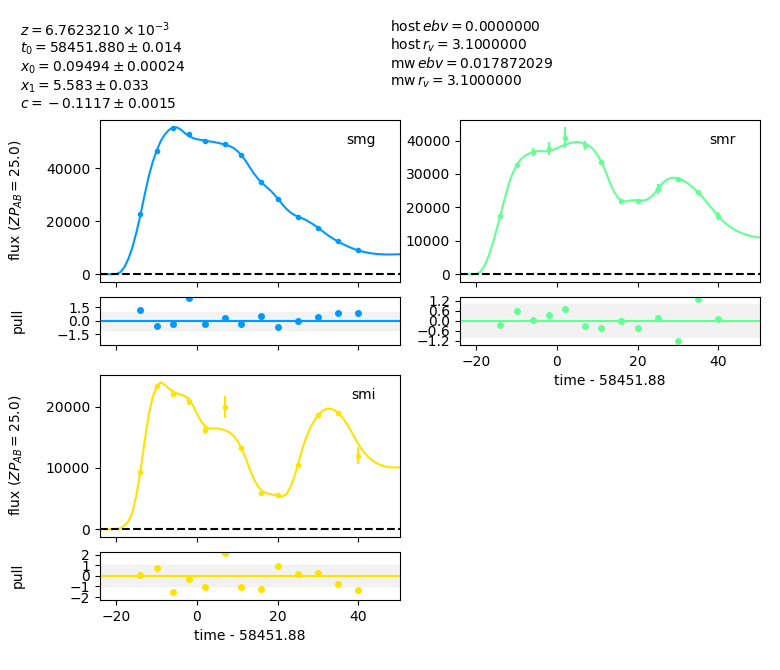 z = 6.7623210 × 10⁻³
t₀ = 58451.880 ± 0.014
x₀ = 0.09494 ± 0.00024
x₁ = 5.583 ± 0.033
c = −0.1117 ± 0.0015
host ebv = 0.0000000
host r_v = 3.1000000
mw ebv = 0.017872029
mw r_v = 3.1000000
smg
flux (ZP_AB = 25.0)
40000
20000
0
smr
40000
30000
20000
10000
0
pull
1.5
0.0
−1.5
1.2
0.6
0.0
−0.6
−1.2
−20
0
20
40
time - 58451.88
smi
flux (ZP_AB = 25.0)
20000
10000
0
pull
2
1
0
−1
−2
−20
0
20
40
time - 58451.88